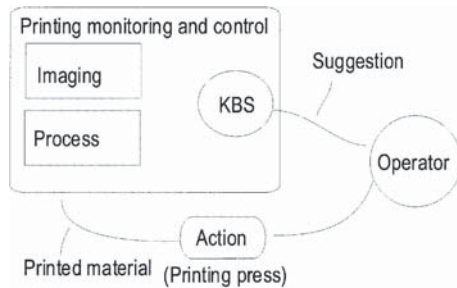 Printing monitoring and control
Imaging
Suggestion
KBS
Process
Operator
Action
Printed material
(Printing press)